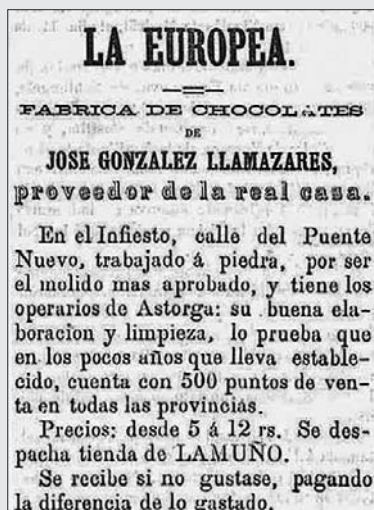 LA EUROPEA.
FABRICA DE CHOCOLATES
DE
JOSE GONZALEZ LLAMAZARES,
proveedor de la real casa.
En el Infiesto, calle del Puente
Nuevo, trabajado á piedra, por ser
el molido mas aprobado, y tiene los
operarios de Astorga: su buena ela-
boracion y limpieza, lo prueba que
en los pocos años que lleva estable-
cido, cuenta con 500 puntos de ven-
ta en todas las provincias.
Precios: desde 5 á 12 rs. Se des-
pacha tienda de LAMUÑO.
Se recibe si no gustase, pagando
la diferencia de lo gastado.